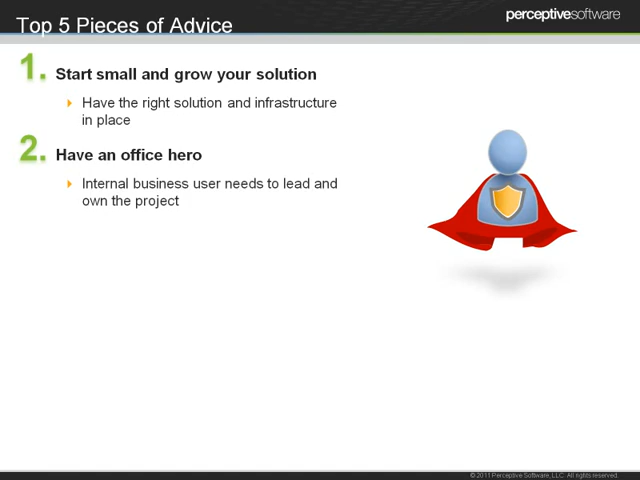 Top 5 Pieces of Advice
perceptivesoftware
1. Start small and grow your solution
Have the right solution and infrastructure
in place
2. Have an office hero
Internal business user needs to lead and
own the project
© 2011 Perceptive Software, LLC. All rights reserved.